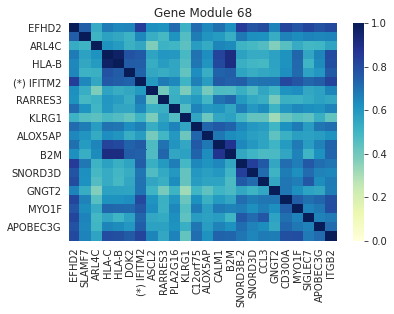 Gene Module 68
EFHD2
ARL4C
HLA-B
(*) IFITM2
RARRES3
KLRG1
ALOX5AP
B2M
SNORD3D
GNGT2
MYO1F
APOBEC3G
EFHD2
SLAMF7
ARL4C
HLA-C
HLA-B
DOK2
(*) IFITM2
ASCL2
RARRES3
PLA2G16
KLRG1
C12orf75
ALOX5AP
CALM1
B2M
SNORD3B-2
SNORD3D
CCL3
GNGT2
CD300A
MYO1F
SIGLEC7
APOBEC3G
ITGB2
1.0
0.8
0.6
0.4
0.2
0.0